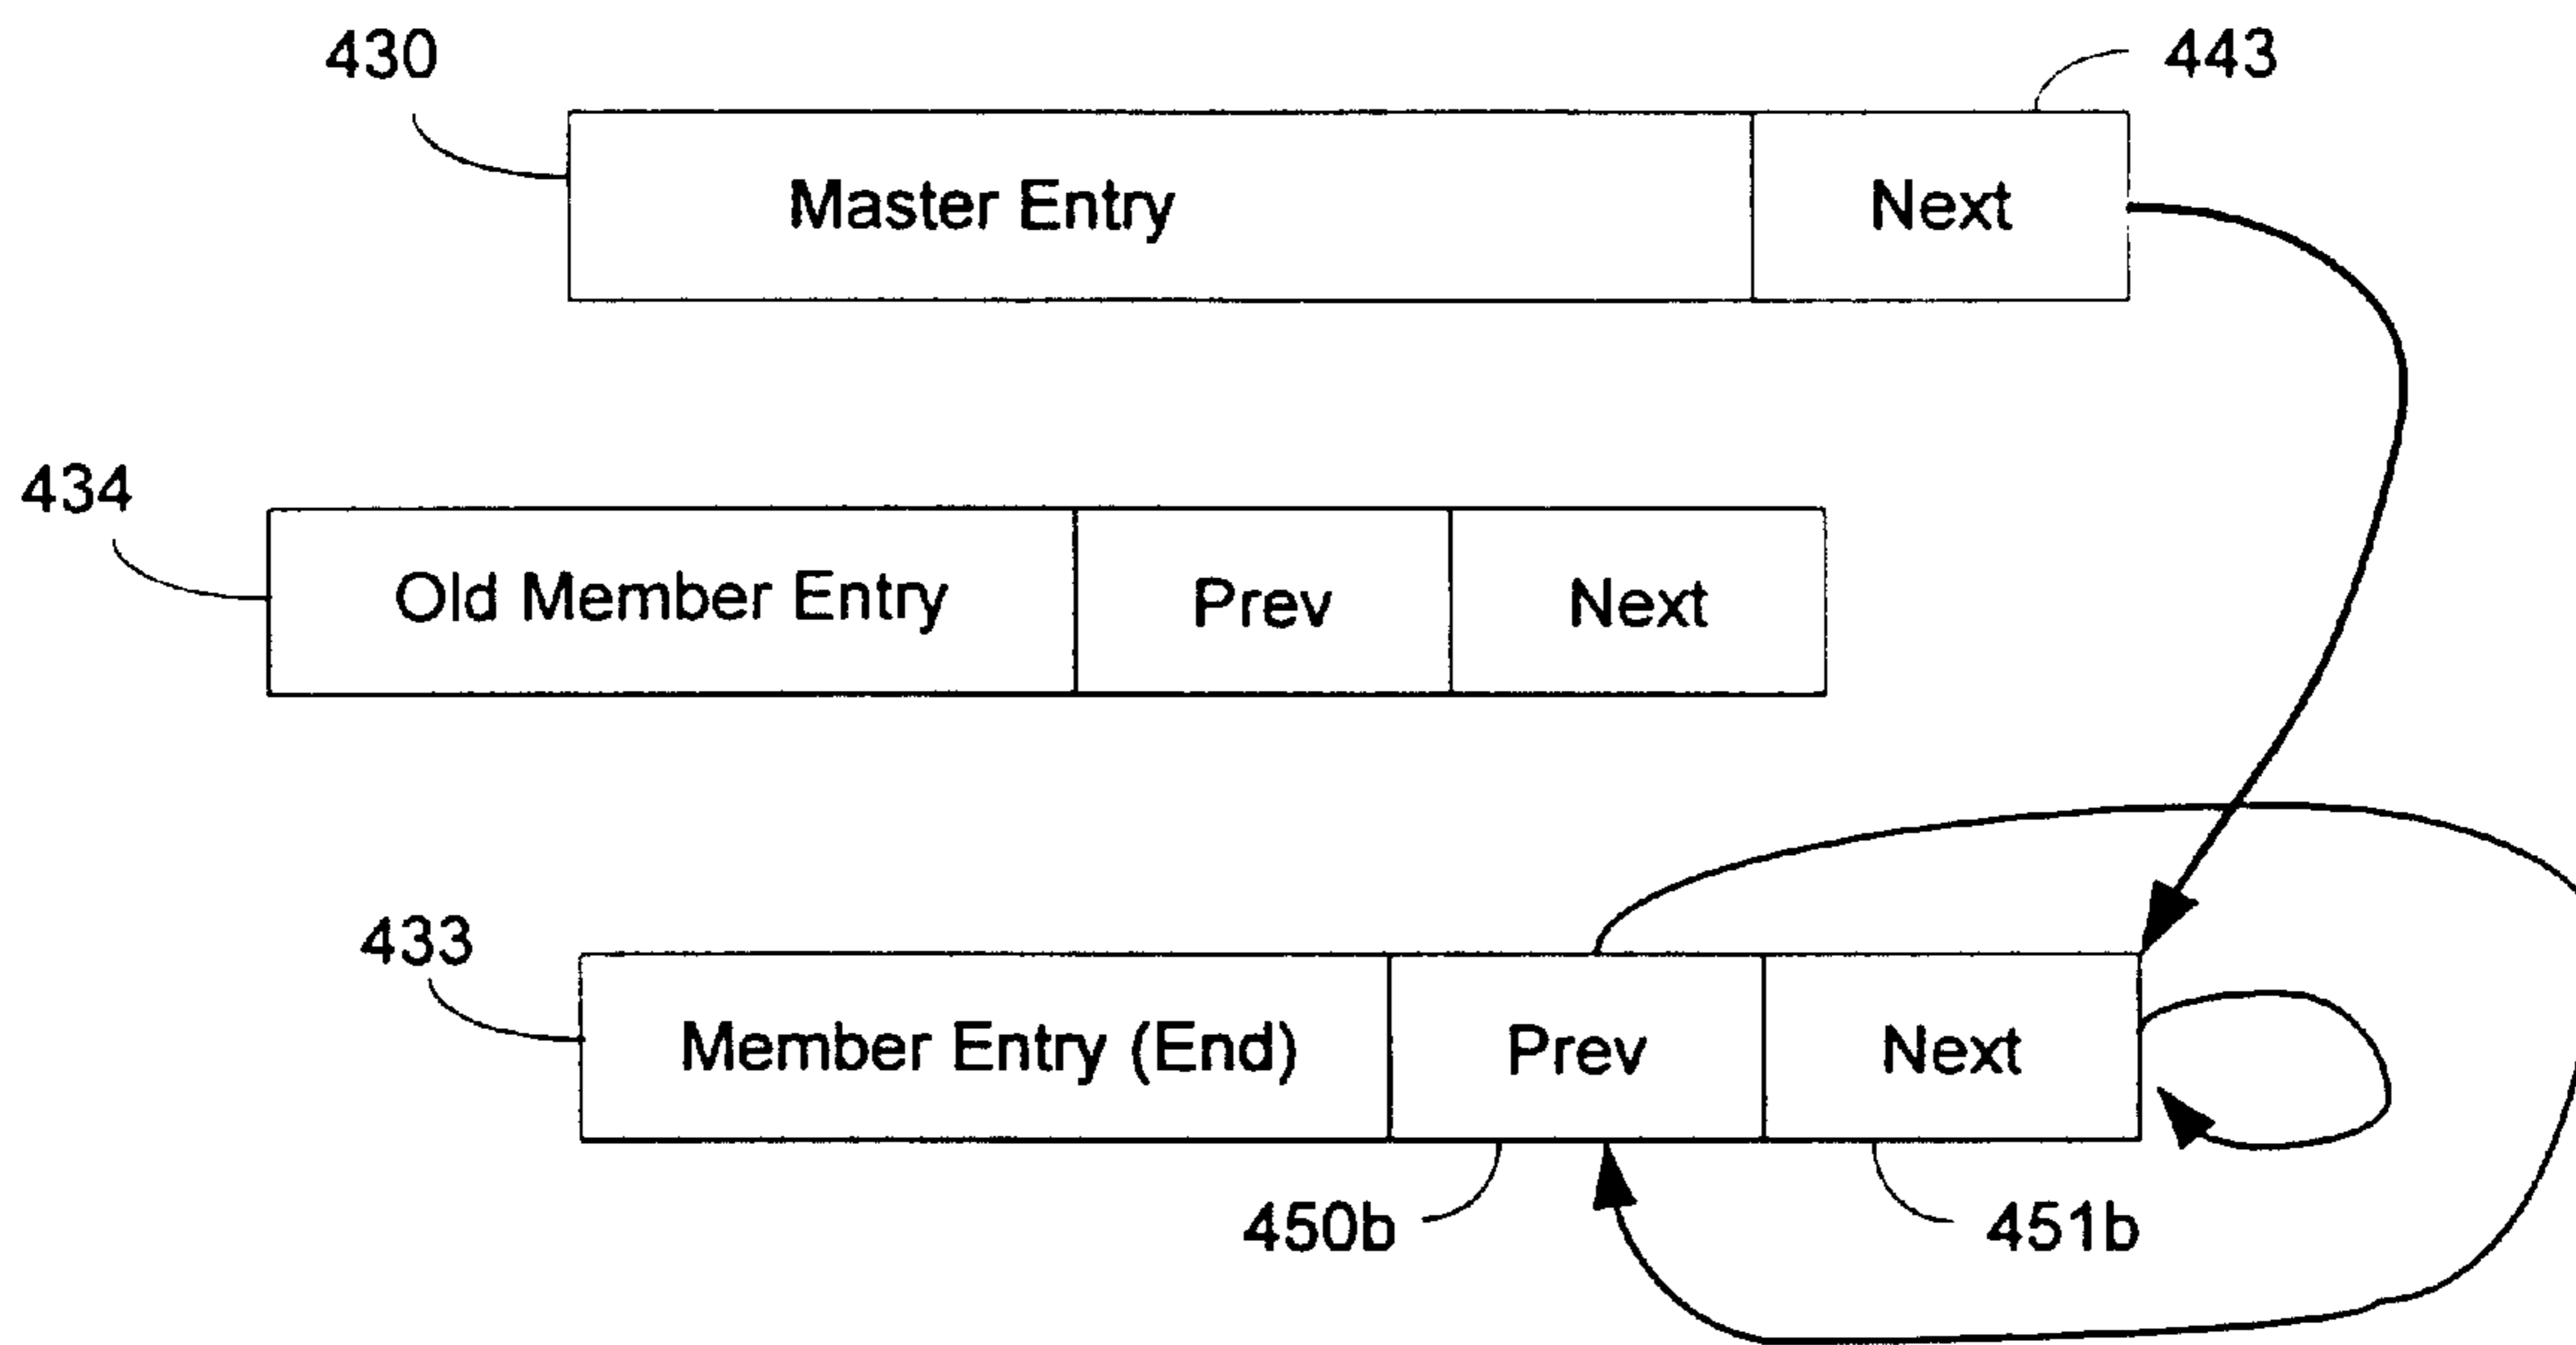 430
443
Master Entry
Next
434
Old Member Entry
Prev
Next
433
Member Entry (End)
Prev
Next
450b
451b